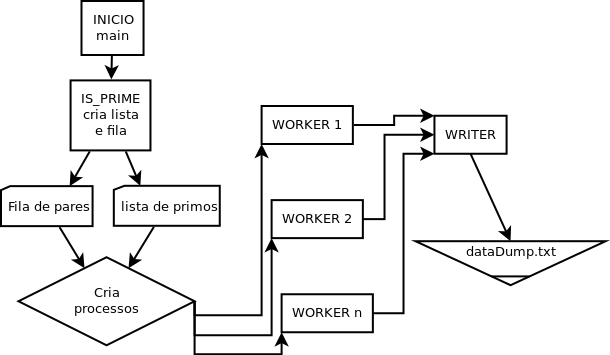 INICIO
main
IS_PRIME
cria lista
e fila
Fila de pares
lista de primos
Cria
processos
WORKER 1
WORKER 2
WORKER n
WRITER
dataDump.txt